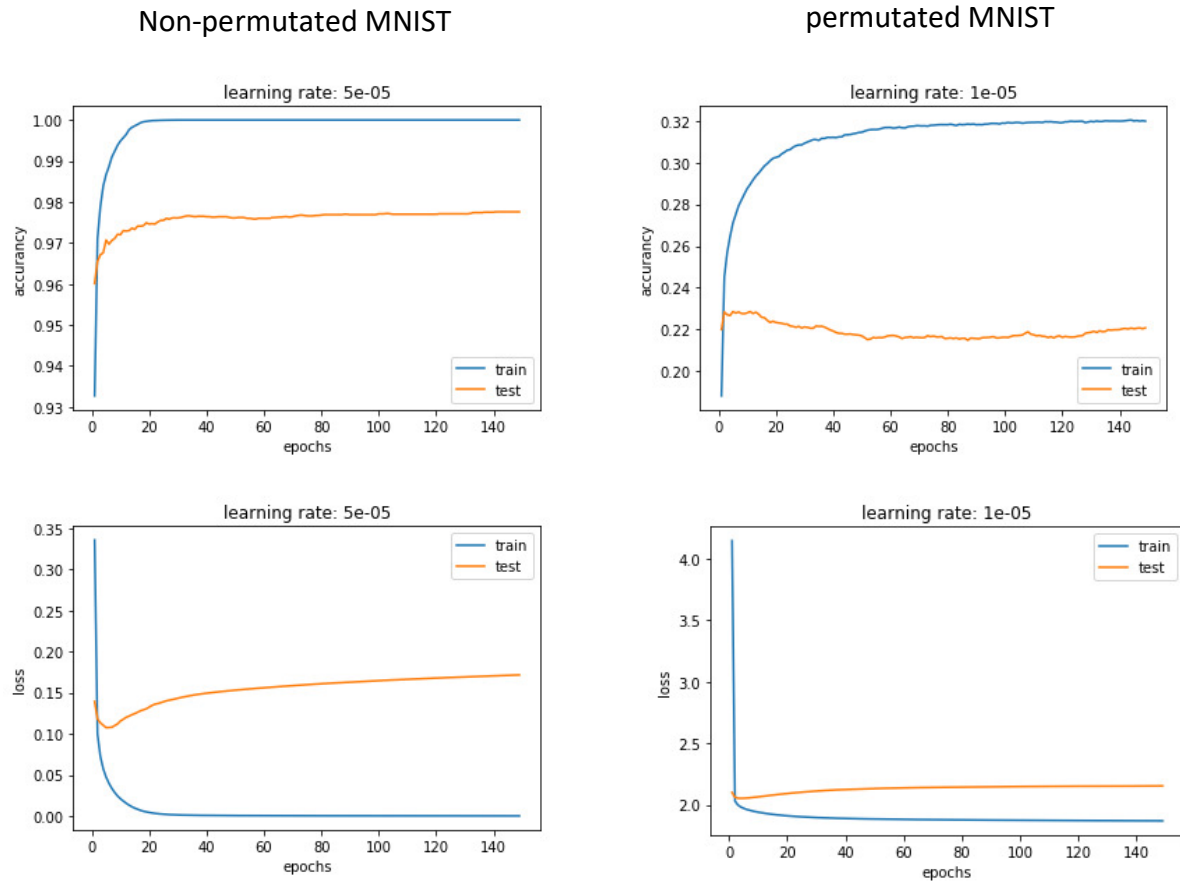 Non-permutated MNIST
permutated MNIST
learning rate: 5e-05
1.00
0.99
0.98
0.97
0.96
0.95
0.94
0.93
accurancy
0 20 40 60 80 100 120 140
epochs
train
test
learning rate: 1e-05
0.32
0.30
0.28
0.26
0.24
0.22
0.20
accurancy
0 20 40 60 80 100 120 140
epochs
train
test
learning rate: 5e-05
0.35
0.30
0.25
0.20
0.15
0.10
0.05
0.00
loss
0 20 40 60 80 100 120 140
epochs
train
test
learning rate: 1e-05
4.0
3.5
3.0
2.5
2.0
loss
0 20 40 60 80 100 120 140
epochs
train
test